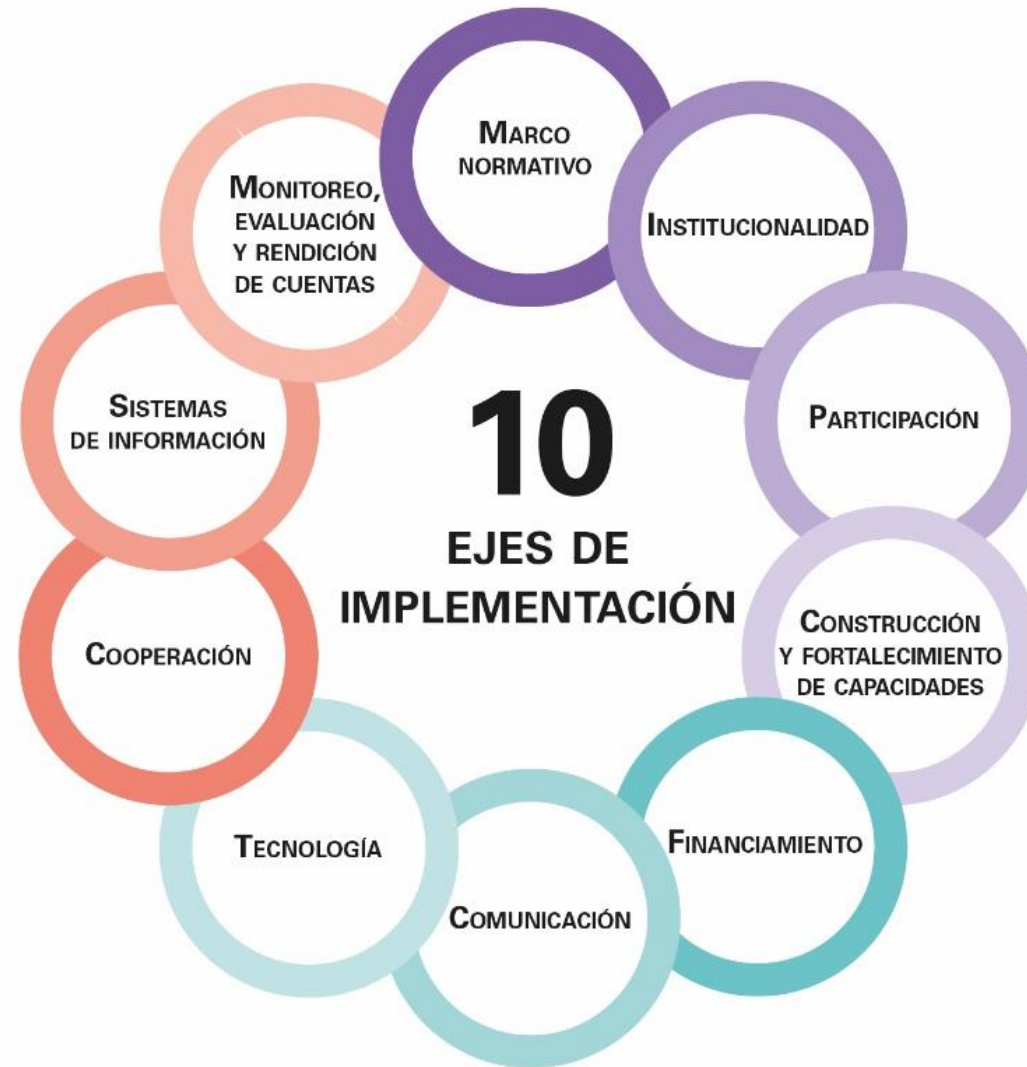 10
EJES DE
IMPLEMENTACIÓN
MARCO
NORMATIVO
INSTITUCIONALIDAD
PARTICIPACIÓN
CONSTRUCCIÓN
Y FORTALECIMIENTO
DE CAPACIDADES
FINANCIAMIENTO
COMUNICACIÓN
TECNOLOGÍA
COOPERACIÓN
SISTEMAS
DE INFORMACIÓN
MONITOREO,
EVALUACIÓN
Y RENDICIÓN
DE CUENTAS